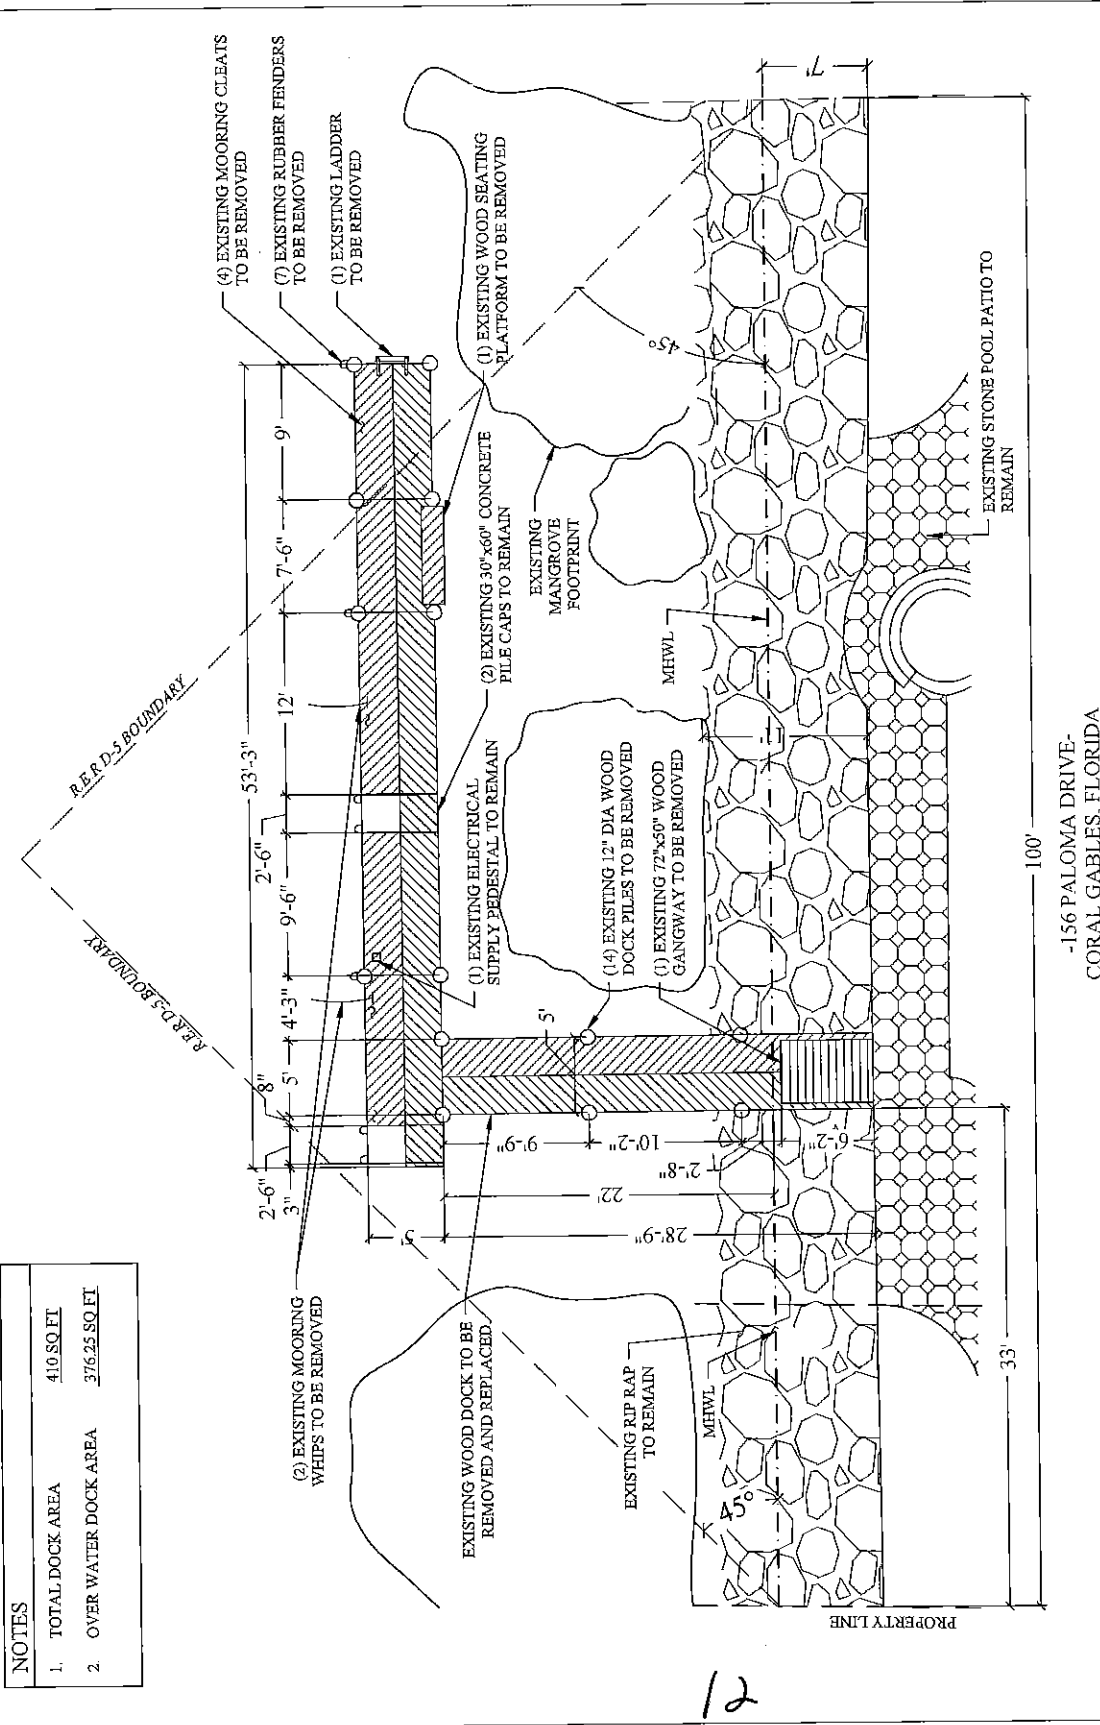 NOTES
1. TOTAL DOCK AREA 410 SQ FT
2. OVER WATER DOCK AREA 376.25 SQ FT
R.E.R D-5 BOUNDARY
R.E.R D-5 BOUNDARY
53'-3"
3"
2'-6"
8"
5'
4'-3"
9'-6"
2'-6"
12'
7'-6"
9'
(4) EXISTING MOORING CLEATS
TO BE REMOVED
(7) EXISTING RUBBER FENDERS
TO BE REMOVED
(1) EXISTING LADDER
TO BE REMOVED
(2) EXISTING MOORING
WHIPS TO BE REMOVED
EXISTING WOOD DOCK TO BE
REMOVED AND REPLACED
(1) EXISTING ELECTRICAL
SUPPLY PEDESTAL TO REMAIN
(2) EXISTING 30"x60" CONCRETE
PILE CAPS TO REMAIN
(1) EXISTING WOOD SEATING
PLATFORM TO BE REMOVED
EXISTING
MANGROVE
FOOTPRINT
5'
5'
9'-9"
10'-2"
2'-8"
6'-2"
22'
28'-9"
(14) EXISTING 12" DIA WOOD
DOCK PILES TO BE REMOVED
(1) EXISTING 72"x50" WOOD
GANGWAY TO BE REMOVED
MHWL
11'
45°
7'
EXISTING RIP RAP
TO REMAIN
MHWL
45°
EXISTING STONE POOL PATIO TO
REMAIN
PROPERTY LINE
33'
100'
-156 PALOMA DRIVE-
CORAL GABLES, FLORIDA
12